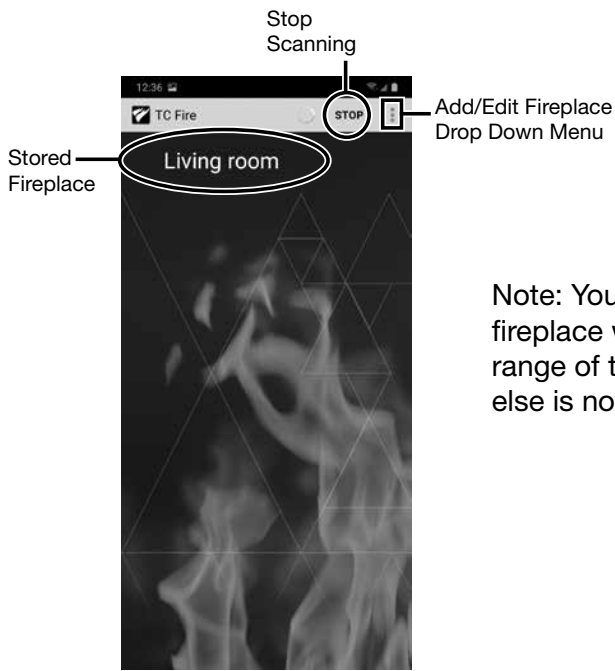 Stop
Scanning
12:36
TC Fire
STOP
Add/Edit Fireplace
Drop Down Menu
Stored
Fireplace
Living room
Note: You
fireplace
range of
else is no